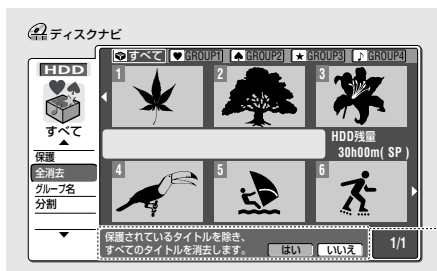 ディスクナビ
すべて GROUP1 GROUP2 GROUP3 GROUP4
HDD
すべて
保護
全消去
グループ名
分割
1 2 3
HDD残量
30h00m( SP )
4 5 6
保護されているタイトルを除き、
すべてのタイトルを消去します。 はい いいえ
1/1